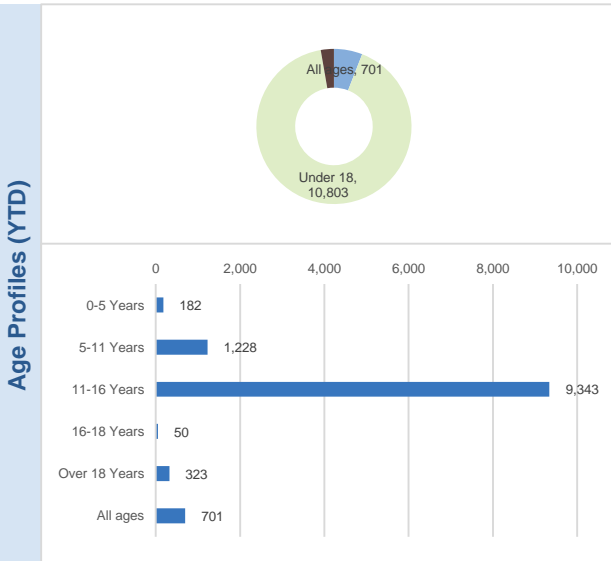 Age Profiles (YTD)
All ages, 701
Under 18,
10,803
0 2,000 4,000 6,000 8,000 10,000
0-5 Years 182
5-11 Years 1,228
11-16 Years 9,343
16-18 Years 50
Over 18 Years 323
All ages 701